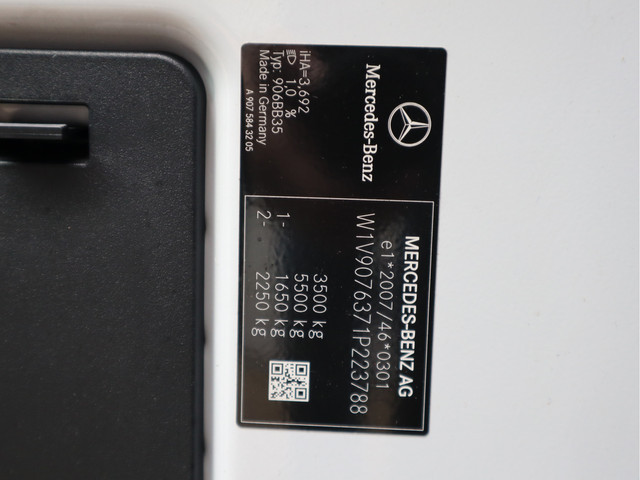 Mercedes-Benz
iHA=3,692
1,0 %
Typ: 906BB35
Made in Germany
A 907 584 32 05
MERCEDES-BENZ AG
e1*2007/46*0301
W1V9076371P223788
3500 kg
5500 kg
1- 1650 kg
2- 2250 kg